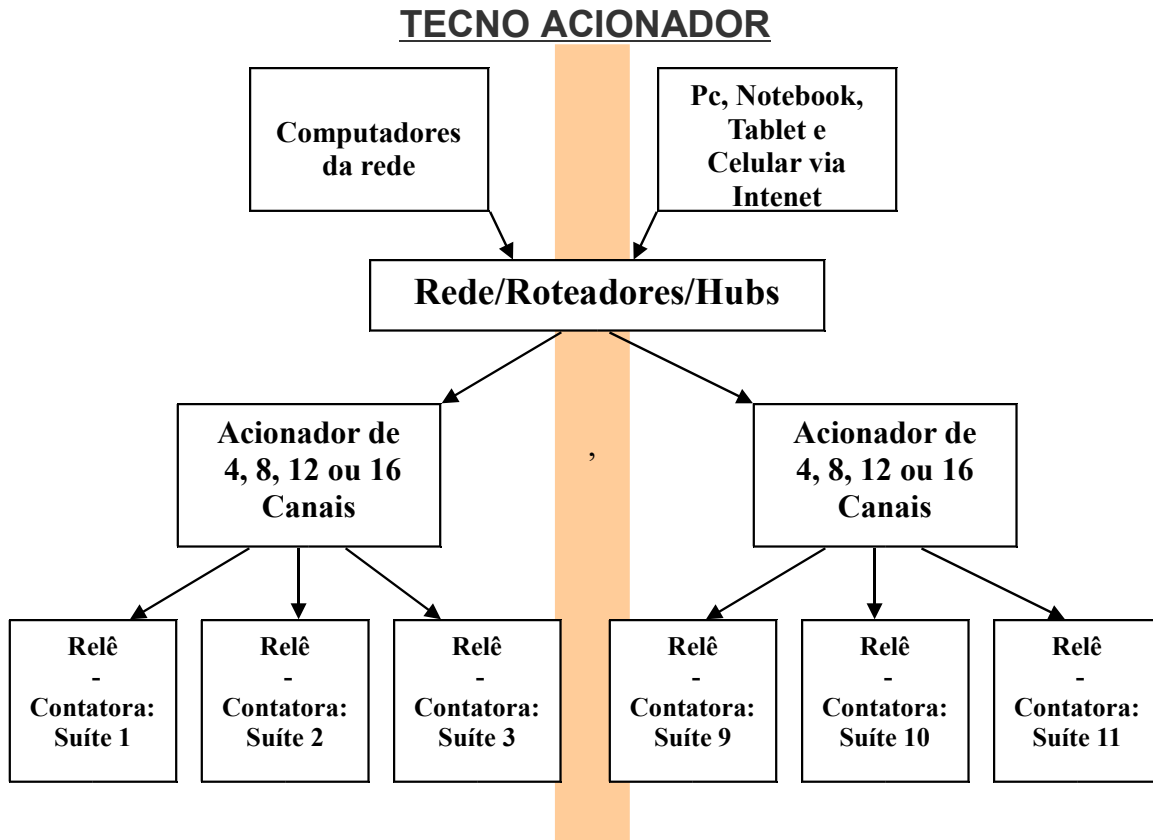 TECNO ACIONADOR
Computadores
da rede
Pc, Notebook,
Tablet e
Celular via
Intenet
Rede/Roteadores/Hubs
Acionador de
4, 8, 12 ou 16
Canais
,
Acionador de
4, 8, 12 ou 16
Canais
Relê
-
Contatora:
Suíte 1
Relê
-
Contatora:
Suíte 2
Relê
-
Contatora:
Suíte 3
Relê
-
Contatora:
Suíte 9
Relê
-
Contatora:
Suíte 10
Relê
-
Contatora:
Suíte 11